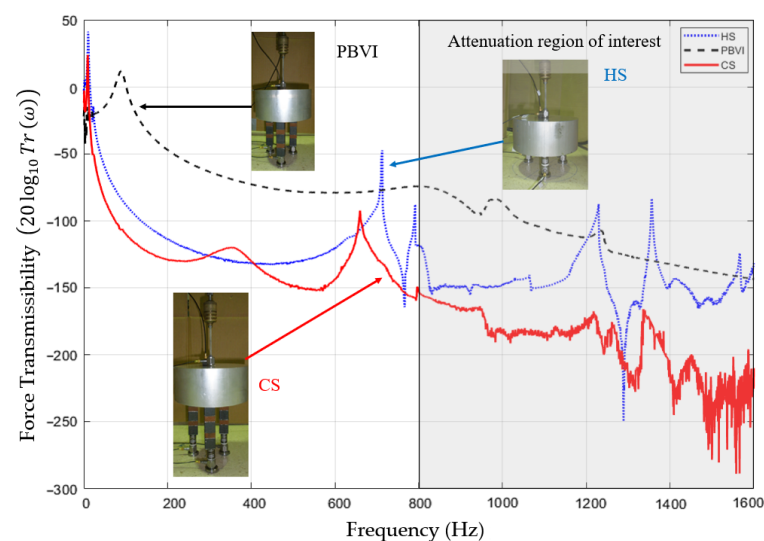 PBVI
Attenuation region of interest
HS
HS
PBVI
CS
CS
Force Transmissibility (20 log₁₀ Tr (ω))
50
0
−50
−100
−150
−200
−250
−300
0
200
400
600
800
1000
1200
1400
1600
Frequency (Hz)